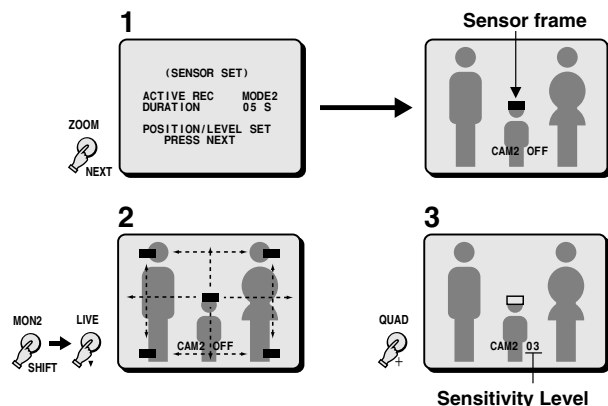 1
Sensor frame
(SENSOR SET)
ACTIVE REC MODE2
DURATION 05 S
POSITION/LEVEL SET
PRESS NEXT
ZOOM
NEXT
CAM2 OFF
2
MON2
SHIFT
LIVE
CAM2 OFF
3
QUAD
+
CAM2 03
Sensitivity Level